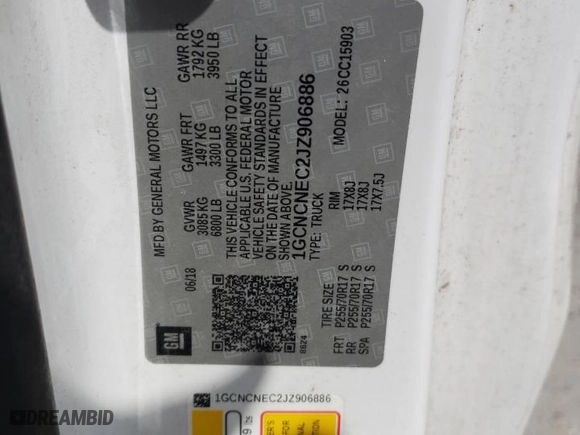 MFD BY GENERAL MOTORS LLC
06/18
GVWR
3085 KG
6800 LB
GAWR FRT
1497 KG
3300 LB
GAWR RR
1792 KG
3950 LB
THIS VEHICLE CONFORMS TO ALL
APPLICABLE U.S. FEDERAL MOTOR
VEHICLE SAFETY STANDARDS IN EFFECT
ON THE DATE OF MANUFACTURE
SHOWN ABOVE.
1GCNCNEC2JZ906886
TYPE: TRUCK
MODEL: 26CC15903
TIRE SIZE RIM
FRT P255/70R17 S 17X8J
RR P255/70R17 S 17X8J
SPA P255/70R17 S 17X7.5J
GM
8624
1GCNCNEC2JZ906886
DREAMBID